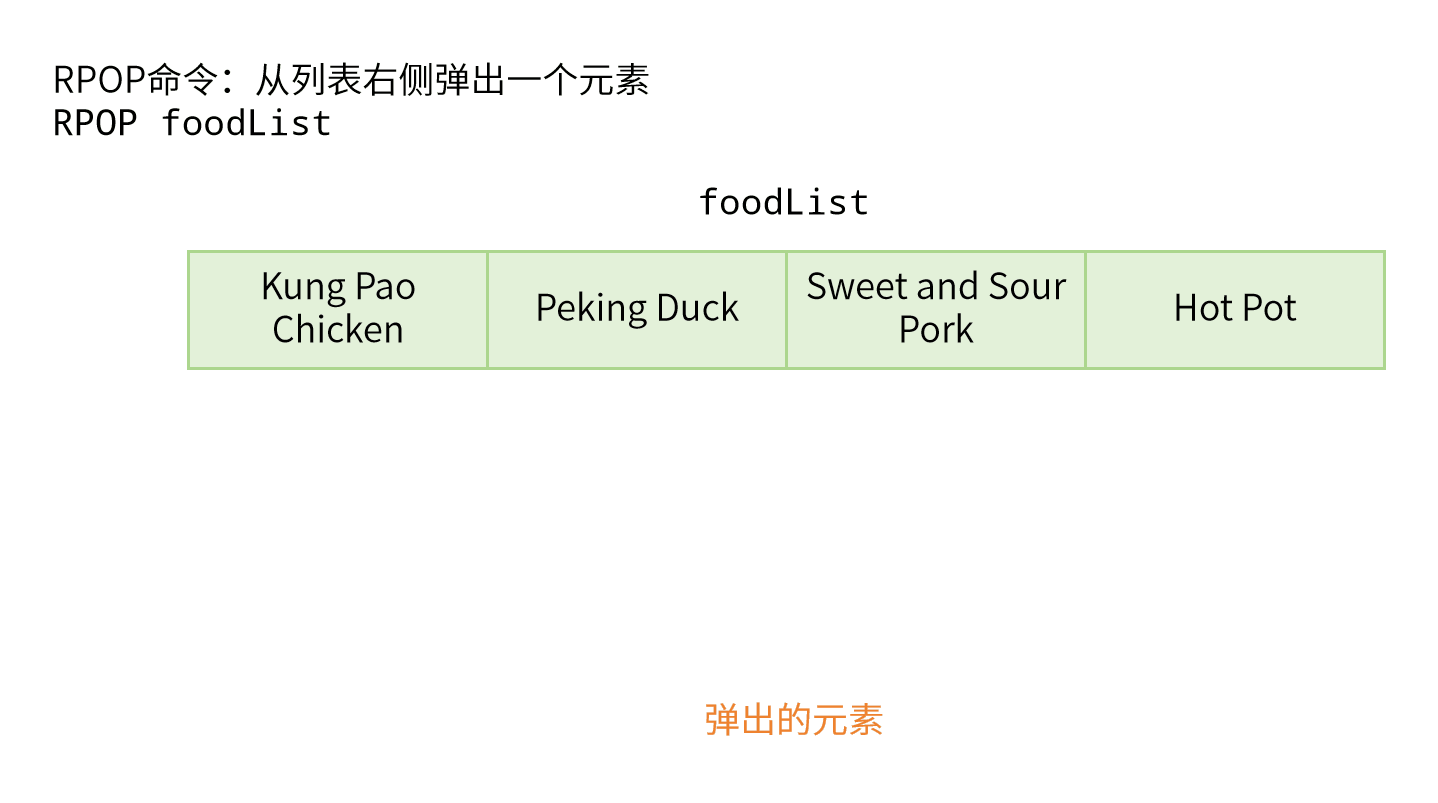 RPOP命令：从列表右侧弹出一个元素
RPOP foodList
foodList
Kung Pao
Chicken
Peking Duck
Sweet and Sour
Pork
Hot Pot
弹出的元素